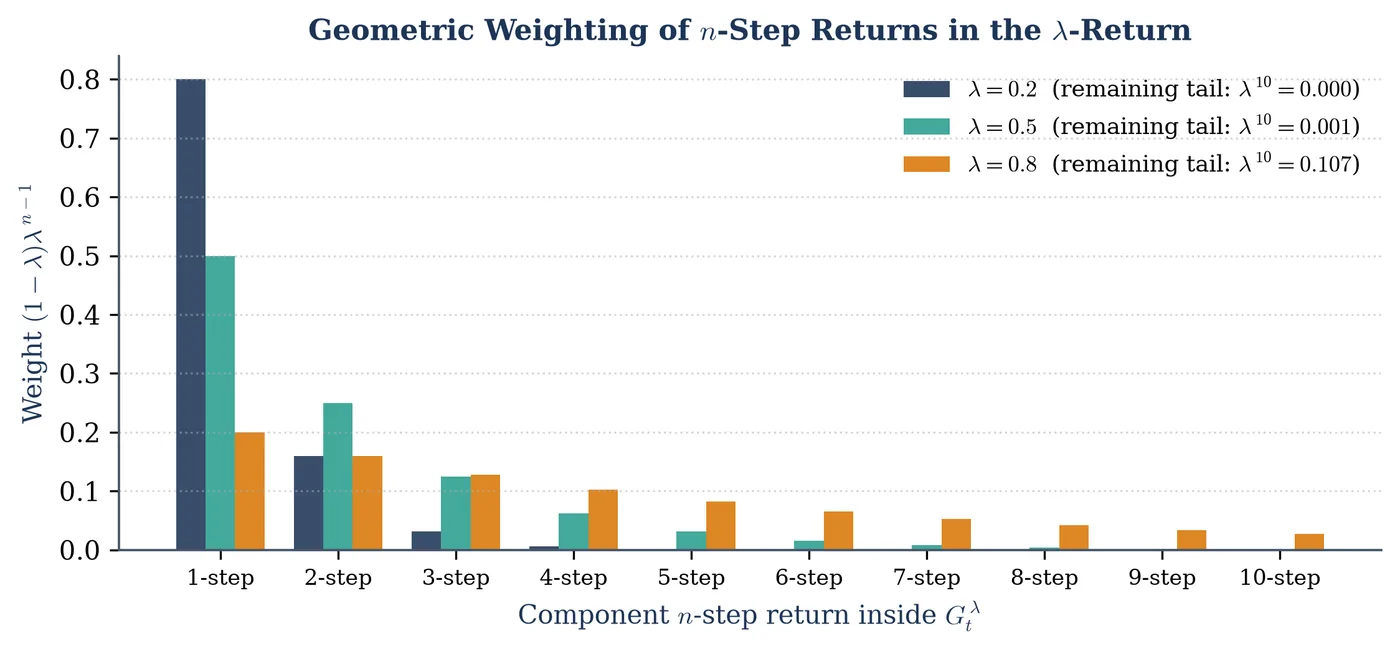 Geometric Weighting of n-Step Returns in the λ-Return
λ = 0.2 (remaining tail: λ^10 = 0.000)
λ = 0.5 (remaining tail: λ^10 = 0.001)
λ = 0.8 (remaining tail: λ^10 = 0.107)
Weight (1 − λ)λ^{n−1}
0.8
0.7
0.6
0.5
0.4
0.3
0.2
0.1
0.0
1-step 2-step 3-step 4-step 5-step 6-step 7-step 8-step 9-step 10-step
Component n-step return inside G_t^λ